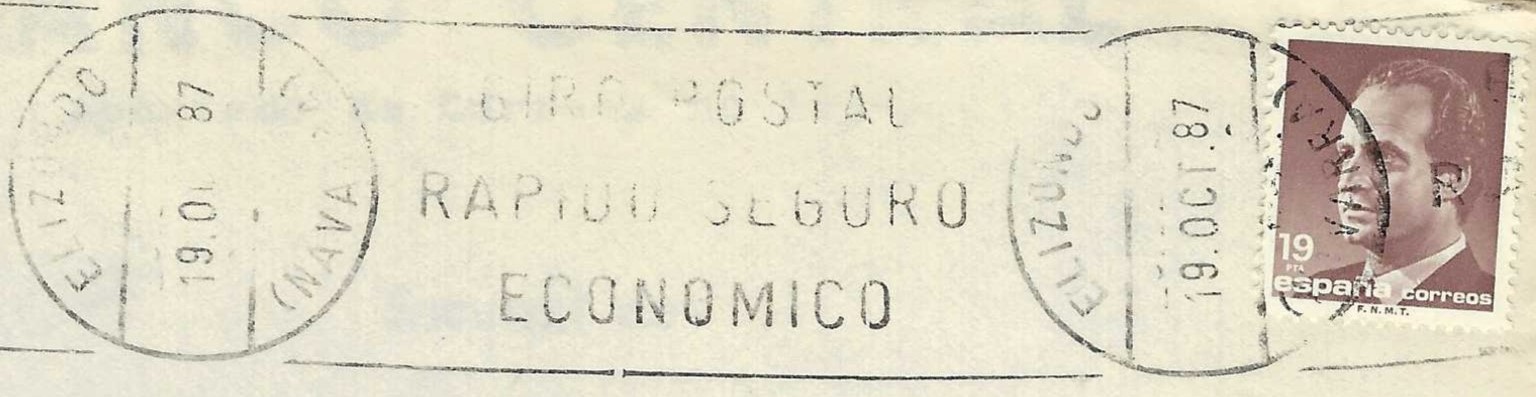 ELIZONDO
19.O 87
(NAVA
GIRO POSTAL
RAPIDO SEGURO
ECONOMICO
ELIZONDO
19.OCT.87
19
PTA
españa correos
F.N.M.T.